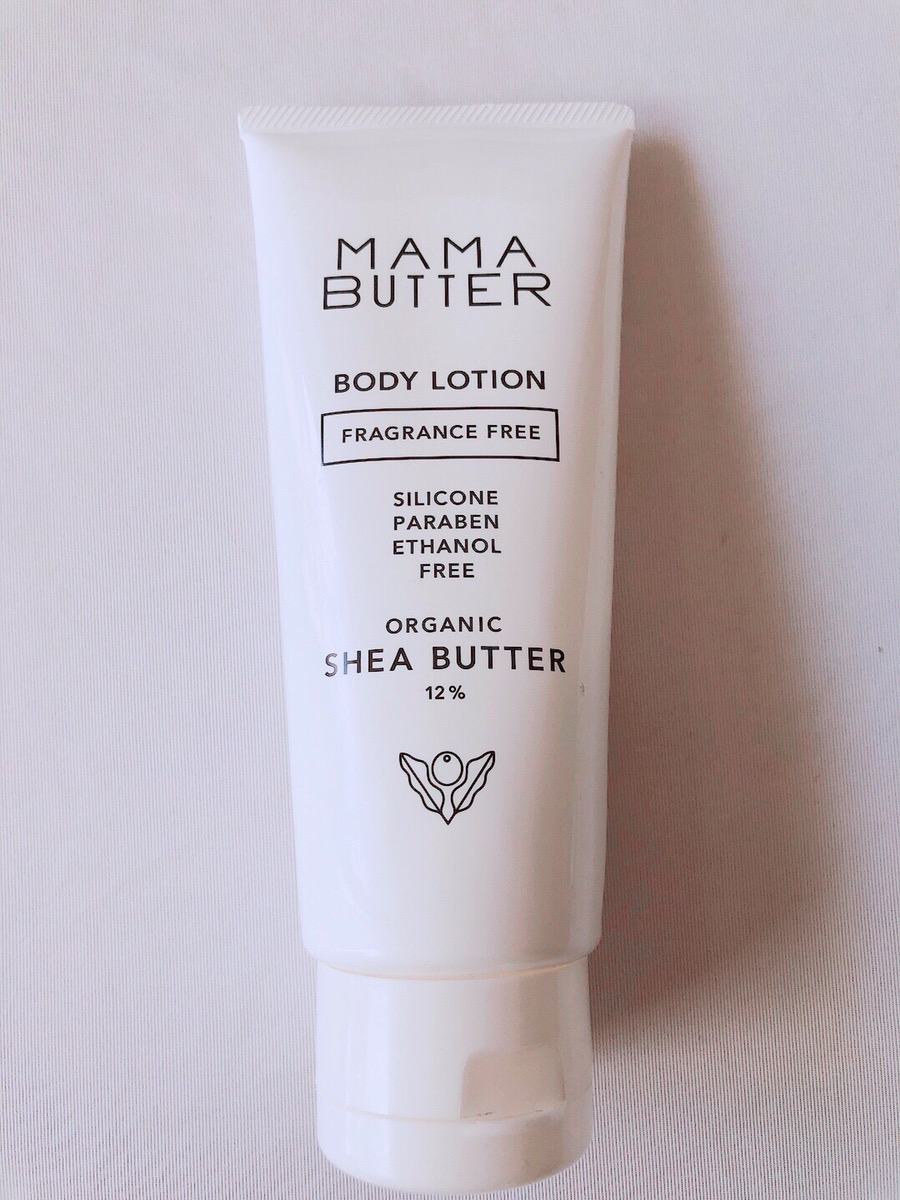 MAMA
BUTTER
BODY LOTION
FRAGRANCE FREE
SILICONE
PARABEN
ETHANOL
FREE
ORGANIC
SHEA BUTTER
12%